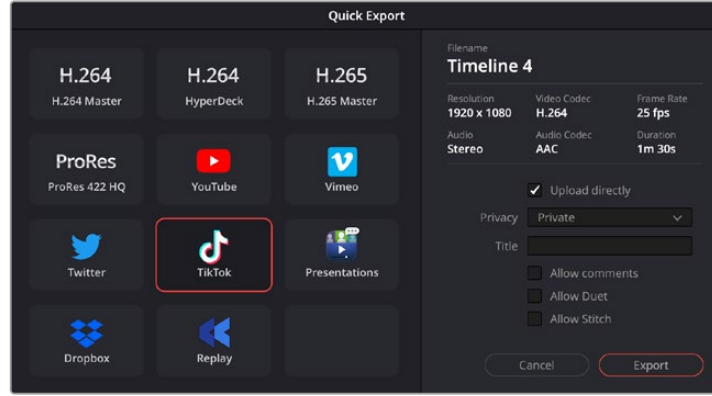 Quick Export
H.264
H.264 Master
H.264
HyperDeck
H.265
H.265 Master
ProRes
ProRes 422 HQ
YouTube
Vimeo
Twitter
TikTok
Presentations
Dropbox
Replay
Filename
Timeline 4
Resolution Video Codec Frame Rate
1920 x 1080 H.264 25 fps
Audio Audio Codec Duration
Stereo AAC 1m 30s
Upload directly
Privacy Private
Title
Allow comments
Allow Duet
Allow Stitch
Cancel Export